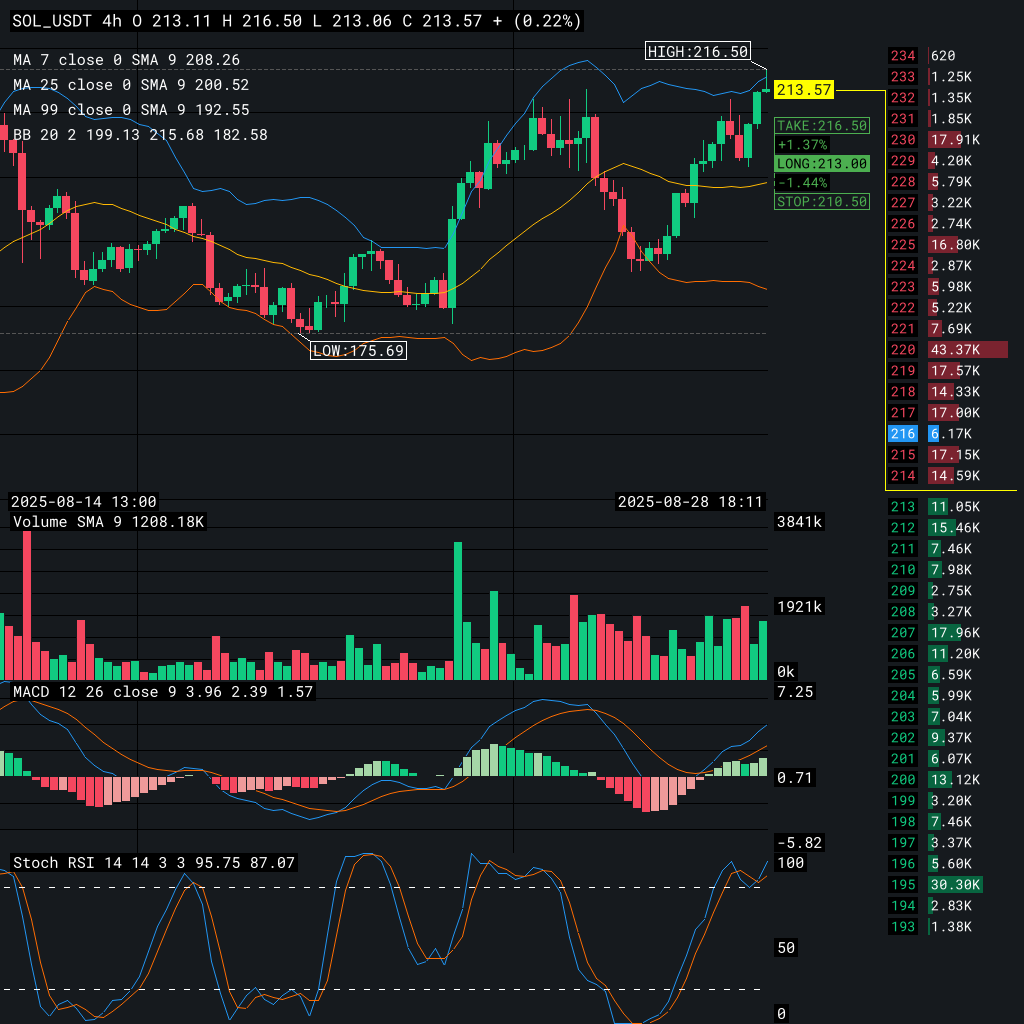 SOL_USDT 4h O 213.11 H 216.50 L 213.06 C 213.57 + (0.22%)
HIGH:216.50
MA 7 close 0 SMA 9 208.26
MA 25 close 0 SMA 9 200.52
MA 99 close 0 SMA 9 192.55
BB 20 2 199.13 215.68 182.58
213.57
TAKE:216.50
+1.37%
LONG:213.00
-1.44%
STOP:210.50
LOW:175.69
2025-08-14 13:00
2025-08-28 18:11
Volume SMA 9 1208.18K
3841k
1921k
0k
MACD 12 26 close 9 3.96 2.39 1.57
7.25
0.71
-5.82
Stoch RSI 14 14 3 3 95.75 87.07
100
50
0
234 620
233 1.25K
232 1.35K
231 1.85K
230 17.91K
229 4.20K
228 5.79K
227 3.22K
226 2.74K
225 16.80K
224 2.87K
223 5.98K
222 5.22K
221 7.69K
220 43.37K
219 17.57K
218 14.33K
217 17.00K
216 6.17K
215 17.15K
214 14.59K
213 11.05K
212 15.46K
211 7.46K
210 7.98K
209 2.75K
208 3.27K
207 17.96K
206 11.20K
205 6.59K
204 5.99K
203 7.04K
202 9.37K
201 6.07K
200 13.12K
199 3.20K
198 7.46K
197 3.37K
196 5.60K
195 30.30K
194 2.83K
193 1.38K